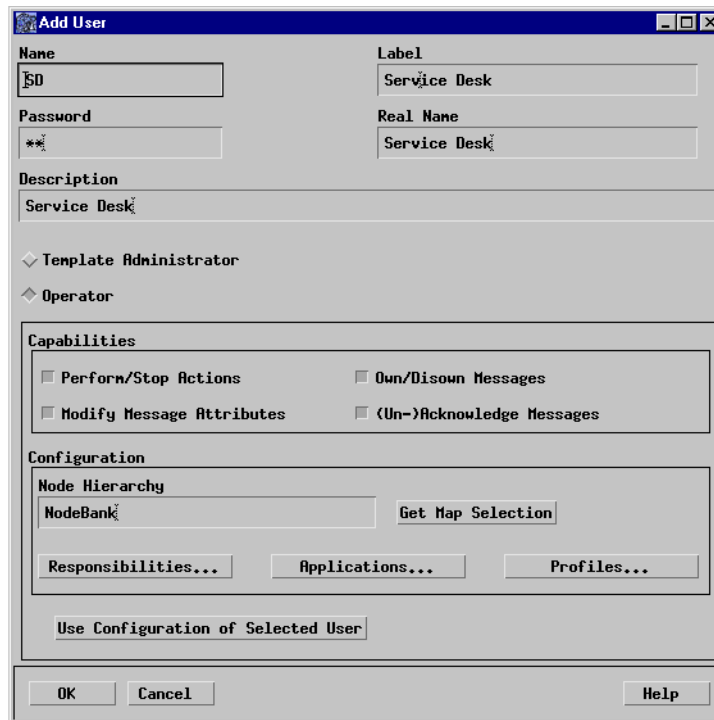 Add User
Name Label
SD Service Desk
Password Real Name
** Service Desk
Description
Service Desk
Template Administrator
Operator
Capabilities
Perform/Stop Actions Own/Disown Messages
Modify Message Attributes (Un-)Acknowledge Messages
Configuration
Node Hierarchy
NodeBank Get Map Selection
Responsibilities... Applications... Profiles...
Use Configuration of Selected User
OK Cancel Help